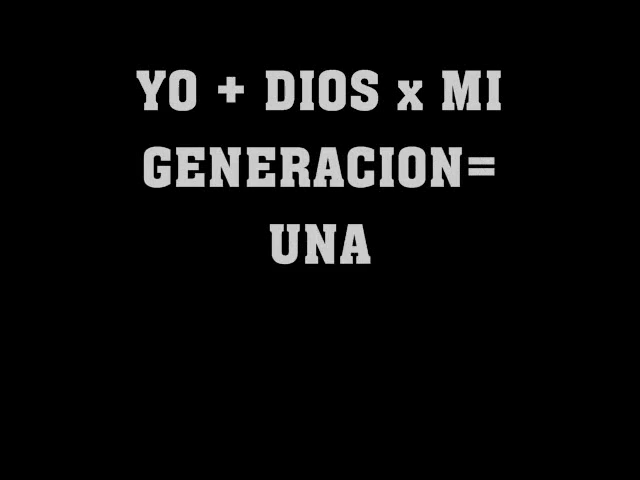 YO + DIOS x MI
GENERACION=
UNA